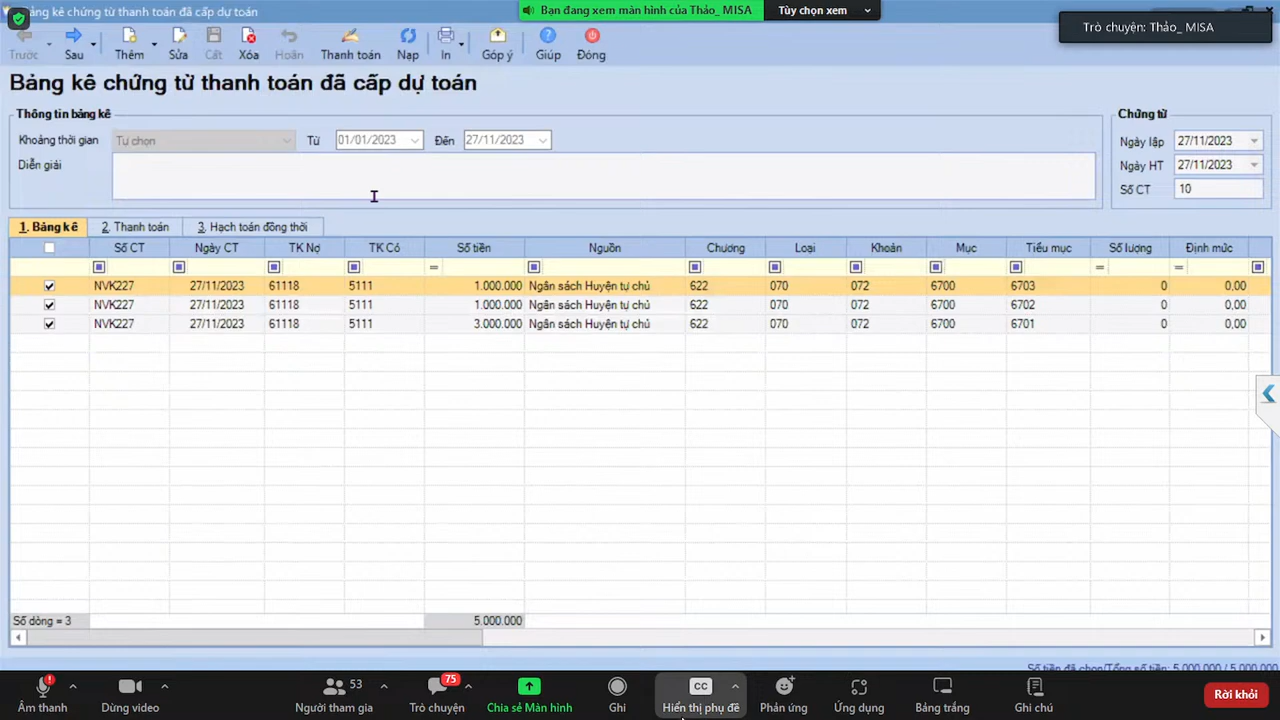 Bảng kê chứng từ thanh toán đã cấp dự toán
Bạn đang xem màn hình của Thảo_ MISA
Tùy chọn xem
Trò chuyện: Thảo_ MISA
Trước Sau Thêm Sửa Cất Xóa Hoãn Thanh toán Nạp In Góp ý Giúp Đóng
Bảng kê chứng từ thanh toán đã cấp dự toán
Thông tin bảng kê
Khoảng thời gian Tự chọn Từ 01/01/2023 Đến 27/11/2023
Diễn giải
Chứng từ
Ngày lập 27/11/2023
Ngày HT 27/11/2023
Số CT 10
1. Bảng kê 2. Thanh toán 3. Hạch toán đồng thời
Số CT Ngày CT TK Nợ TK Có Số tiền Nguồn Chương Loại Khoản Mục Tiểu mục Số lượng Định mức
= = =
NVK227 27/11/2023 61118 5111 1.000.000 Ngân sách Huyện tự chủ 622 070 072 6700 6703 0 0,00
NVK227 27/11/2023 61118 5111 1.000.000 Ngân sách Huyện tự chủ 622 070 072 6700 6702 0 0,00
NVK227 27/11/2023 61118 5111 3.000.000 Ngân sách Huyện tự chủ 622 070 072 6700 6701 0 0,00
Số dòng = 3 5.000.000
Số tiền đã chọn/Tổng số tiền: 5.000.000 / 5.000.000
53 75 CC
Âm thanh Dừng video Người tham gia Trò chuyện Chia sẻ Màn hình Ghi Hiển thị phụ đề Phản ứng Ứng dụng Bảng trắng Ghi chú Rời khỏi